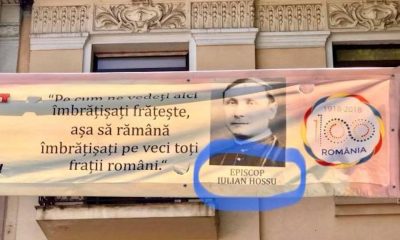 „Pe cum ne vedeți aici
îmbrățișați frățește,
așa să rămână
îmbrățișați pe veci toți
frații români.“
EPISCOP
IULIAN HOSSU
1918-2018
100
ROMÂNIA